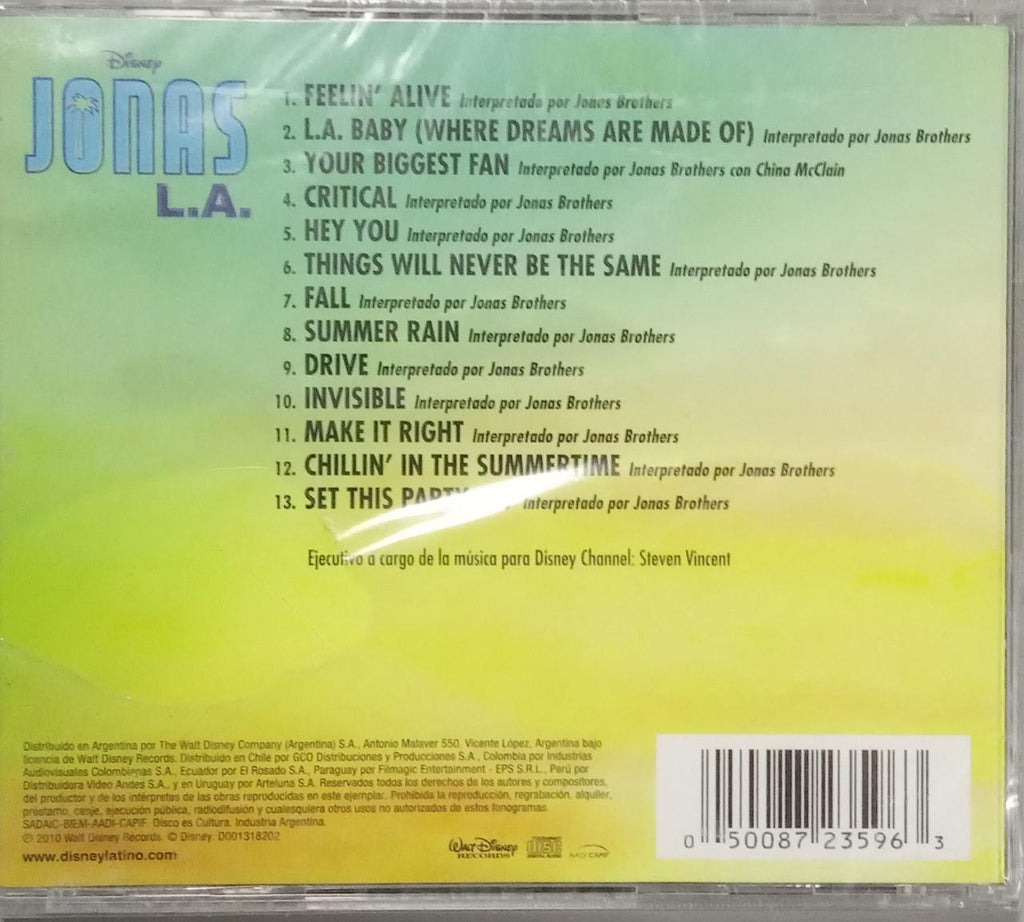 Disney
JONAS
L.A.
1. FEELIN' ALIVE Interpretado por Jonas Brothers
2. L.A. BABY (WHERE DREAMS ARE MADE OF) Interpretado por Jonas Brothers
3. YOUR BIGGEST FAN Interpretado por Jonas Brothers con China McClain
4. CRITICAL Interpretado por Jonas Brothers
5. HEY YOU Interpretado por Jonas Brothers
6. THINGS WILL NEVER BE THE SAME Interpretado por Jonas Brothers
7. FALL Interpretado por Jonas Brothers
8. SUMMER RAIN Interpretado por Jonas Brothers
9. DRIVE Interpretado por Jonas Brothers
10. INVISIBLE Interpretado por Jonas Brothers
11. MAKE IT RIGHT Interpretado por Jonas Brothers
12. CHILLIN' IN THE SUMMERTIME Interpretado por Jonas Brothers
13. SET THIS PARTY Interpretado por Jonas Brothers
Ejecutivo a cargo de la música para Disney Channel: Steven Vincent
Distribuido en Argentina por The Walt Disney Company (Argentina) S.A., Antonio Malaver 550. Vicente López, Argentina bajo
licencia de Walt Disney Records. Distribuido en Chile por GCO Distribuciones y Producciones S.A., Colombia por Industrias
Audiovisuales Colombienas S.A., Ecuador por El Rosado S.A., Paraguay por Filmagic Entertainment - EPS S.R.L., Perú por
Distribuidora Video Andes S.A., y en Uruguay por Arteluna S.A. Reservados todos los derechos de los autores y compositores,
del productor y de los intérpretes de las obras reproducidas en este ejemplar. Prohibida la reproducción, regrabación, alquiler,
préstamo, canje, ejecución pública, radiodifusión y cualesquiera otros usos no autorizados de estos fonogramas.
SADAIC-BIEM-AADI-CAPIF. Disco es Cultura. Industria Argentina.
℗ 2010 Walt Disney Records. © Disney. D001318202
www.disneylatino.com
WALT DISNEY RECORDS
COMPACT disc DIGITAL AUDIO
AADI CAPIF
0 50087 23596 3